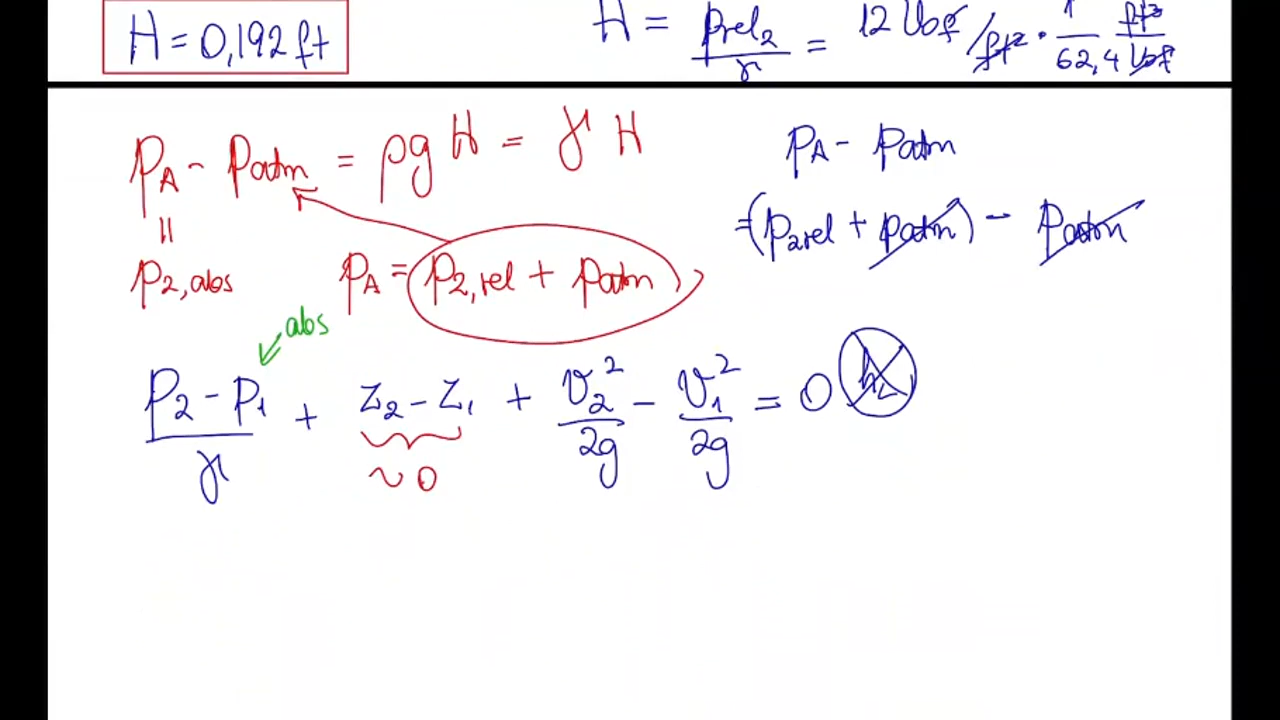 H = 0,192 ft
H = prel₂ / γ = 12 lbf/ft² · 1/62,4 ft³/lbf
pA - patm = ρg H = γ H
pA - patm
=(p2rel + patm) - patm
=
p2,abs pA = p2,rel + patm
abs
(p2 - p1)/γ + z2 - z1 + v2²/2g - v1²/2g = 0 hL
~ 0